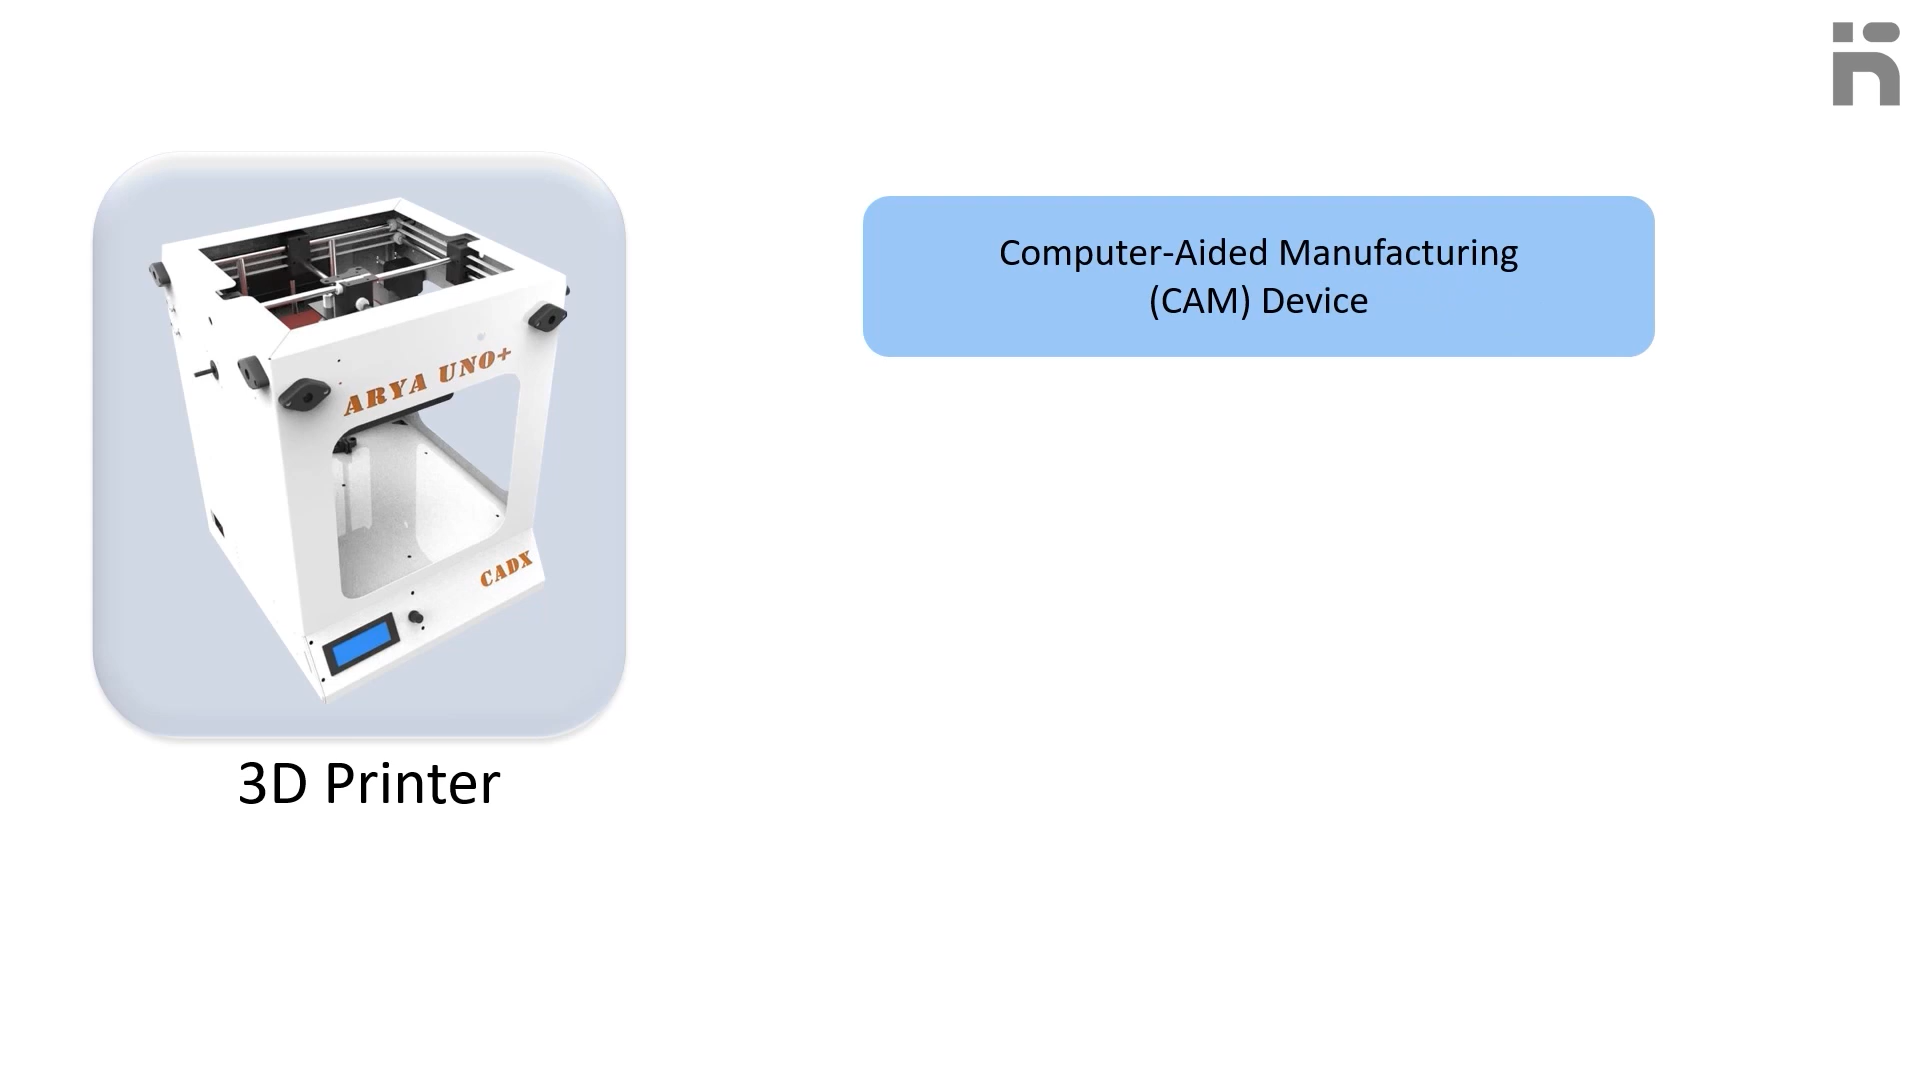 ARYA UNO+
CADX
3D Printer
Computer-Aided Manufacturing
(CAM) Device